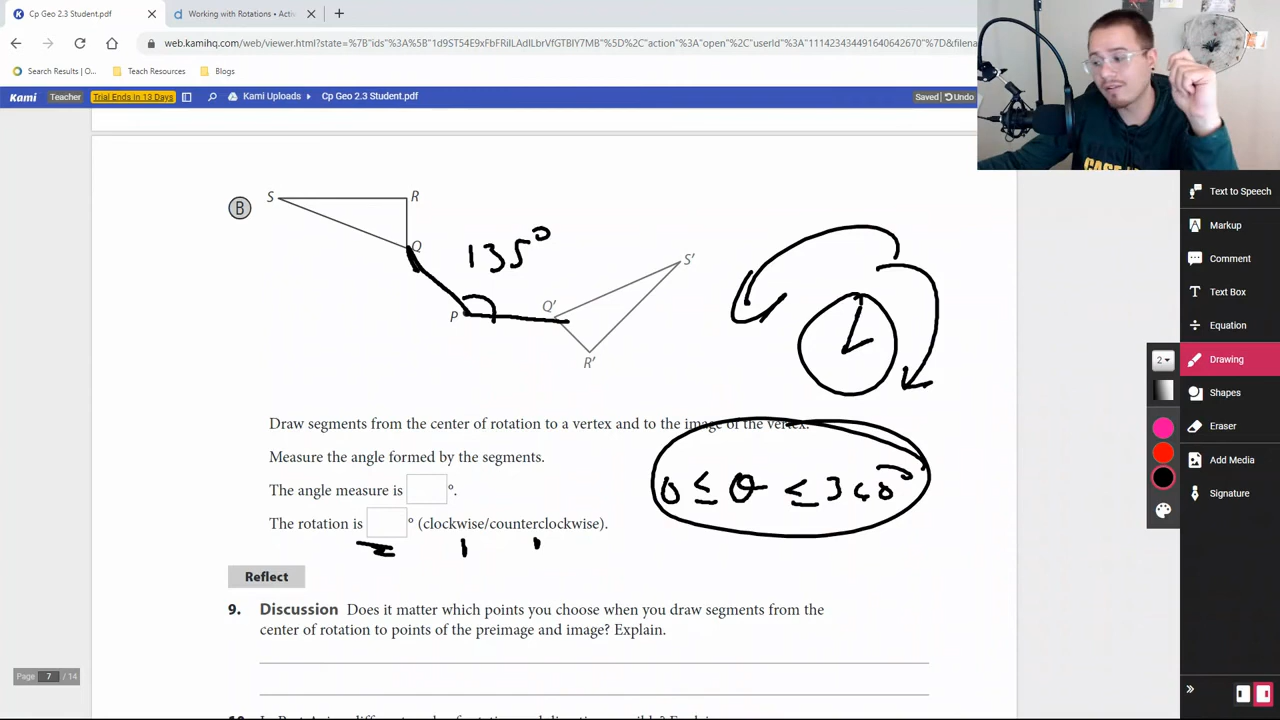 Cp Geo 2.3 Student.pdf
Working with Rotations • Acti
web.kamihq.com/web/viewer.html?state=%7B"ids"%3A%5B"1d9ST54E9xFbFRIAdILbrVfGTBIY7MB"%5D%2C"action"%3A"open"%2C"userId"%3A"111423434491640642670"%7D&filena
Search Results | O...
Teach Resources
Blogs
Kami
Teacher
Trial Ends In 13 Days
Kami Uploads
Cp Geo 2.3 Student.pdf
Saved
Undo
B
S
R
Q
135°
P
Q'
S'
R'
Draw segments from the center of rotation to a vertex and to the image of the vertex.
Measure the angle formed by the segments.
The angle measure is °.
The rotation is ° (clockwise/counterclockwise).
0 ≤ θ ≤ 360°
Reflect
9. Discussion Does it matter which points you choose when you draw segments from the
center of rotation to points of the preimage and image? Explain.
Page 7 / 14
Text to Speech
Markup
Comment
Text Box
Equation
2
Drawing
Shapes
Eraser
Add Media
Signature